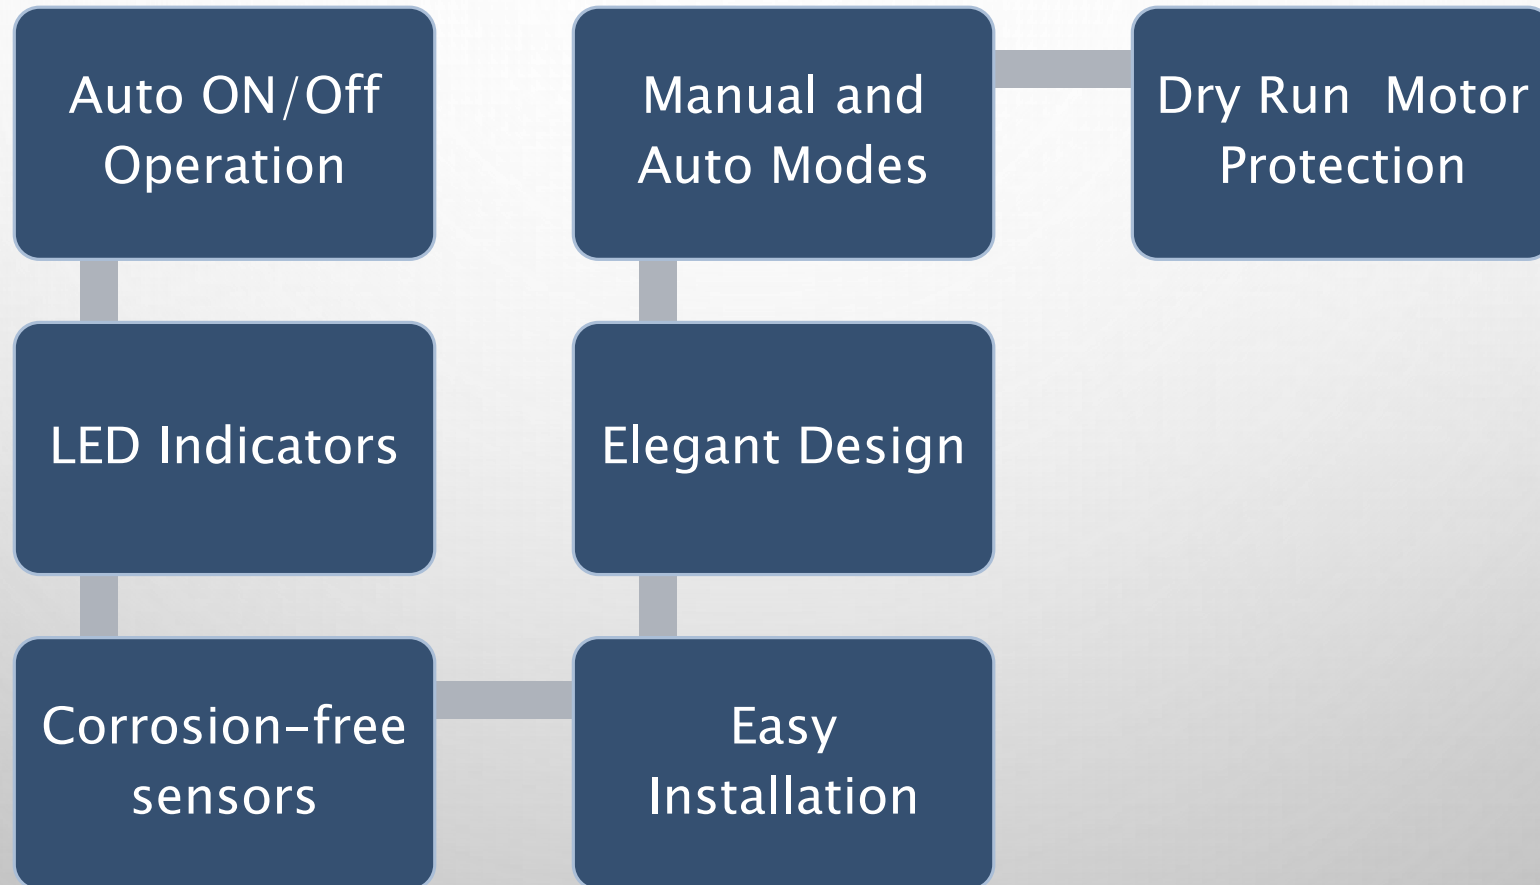 Auto ON/Off
Operation
LED Indicators
Corrosion-free
sensors
Easy
Installation
Elegant Design
Manual and
Auto Modes
Dry Run  Motor
Protection